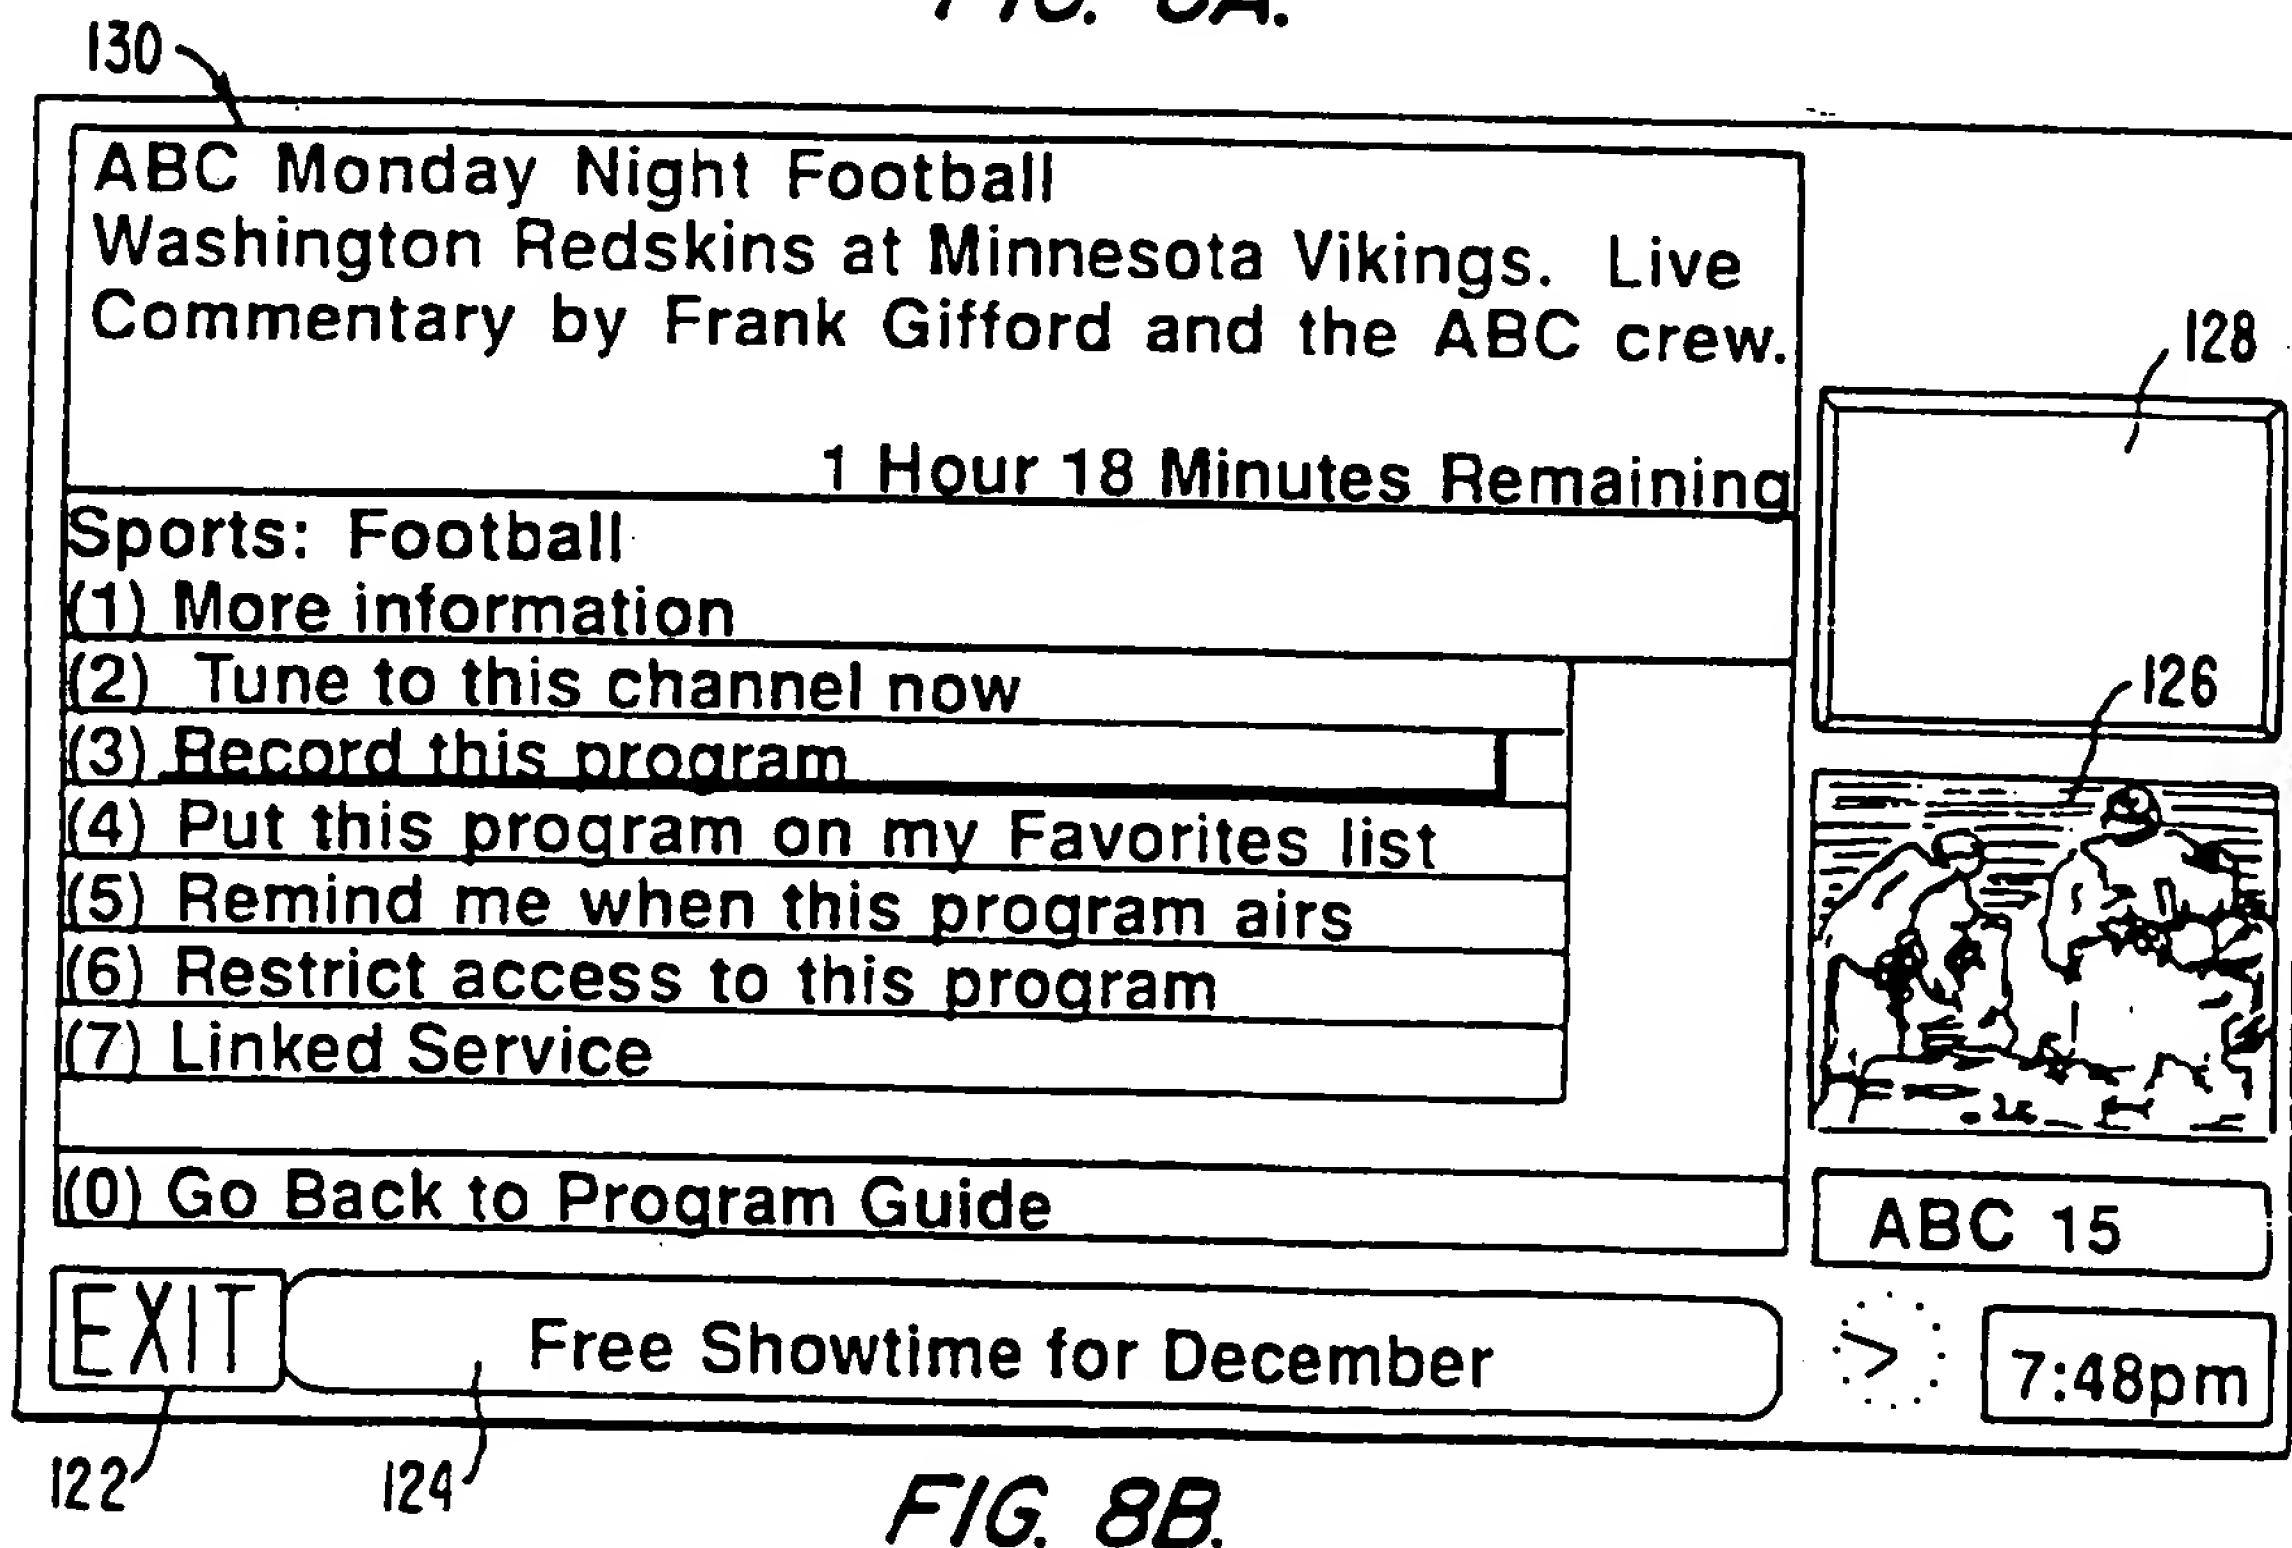 FIG. 8A.
130
ABC Monday Night Football
Washington Redskins at Minnesota Vikings. Live
Commentary by Frank Gifford and the ABC crew.
1 Hour 18 Minutes Remaining
128
Sports: Football
(1) More information
(2) Tune to this channel now
126
(3) Record this program
(4) Put this program on my Favorites list
(5) Remind me when this program airs
(6) Restrict access to this program
(7) Linked Service
(0) Go Back to Program Guide
ABC 15
EXIT
Free Showtime for December
7:48pm
122
124
FIG. 8B.